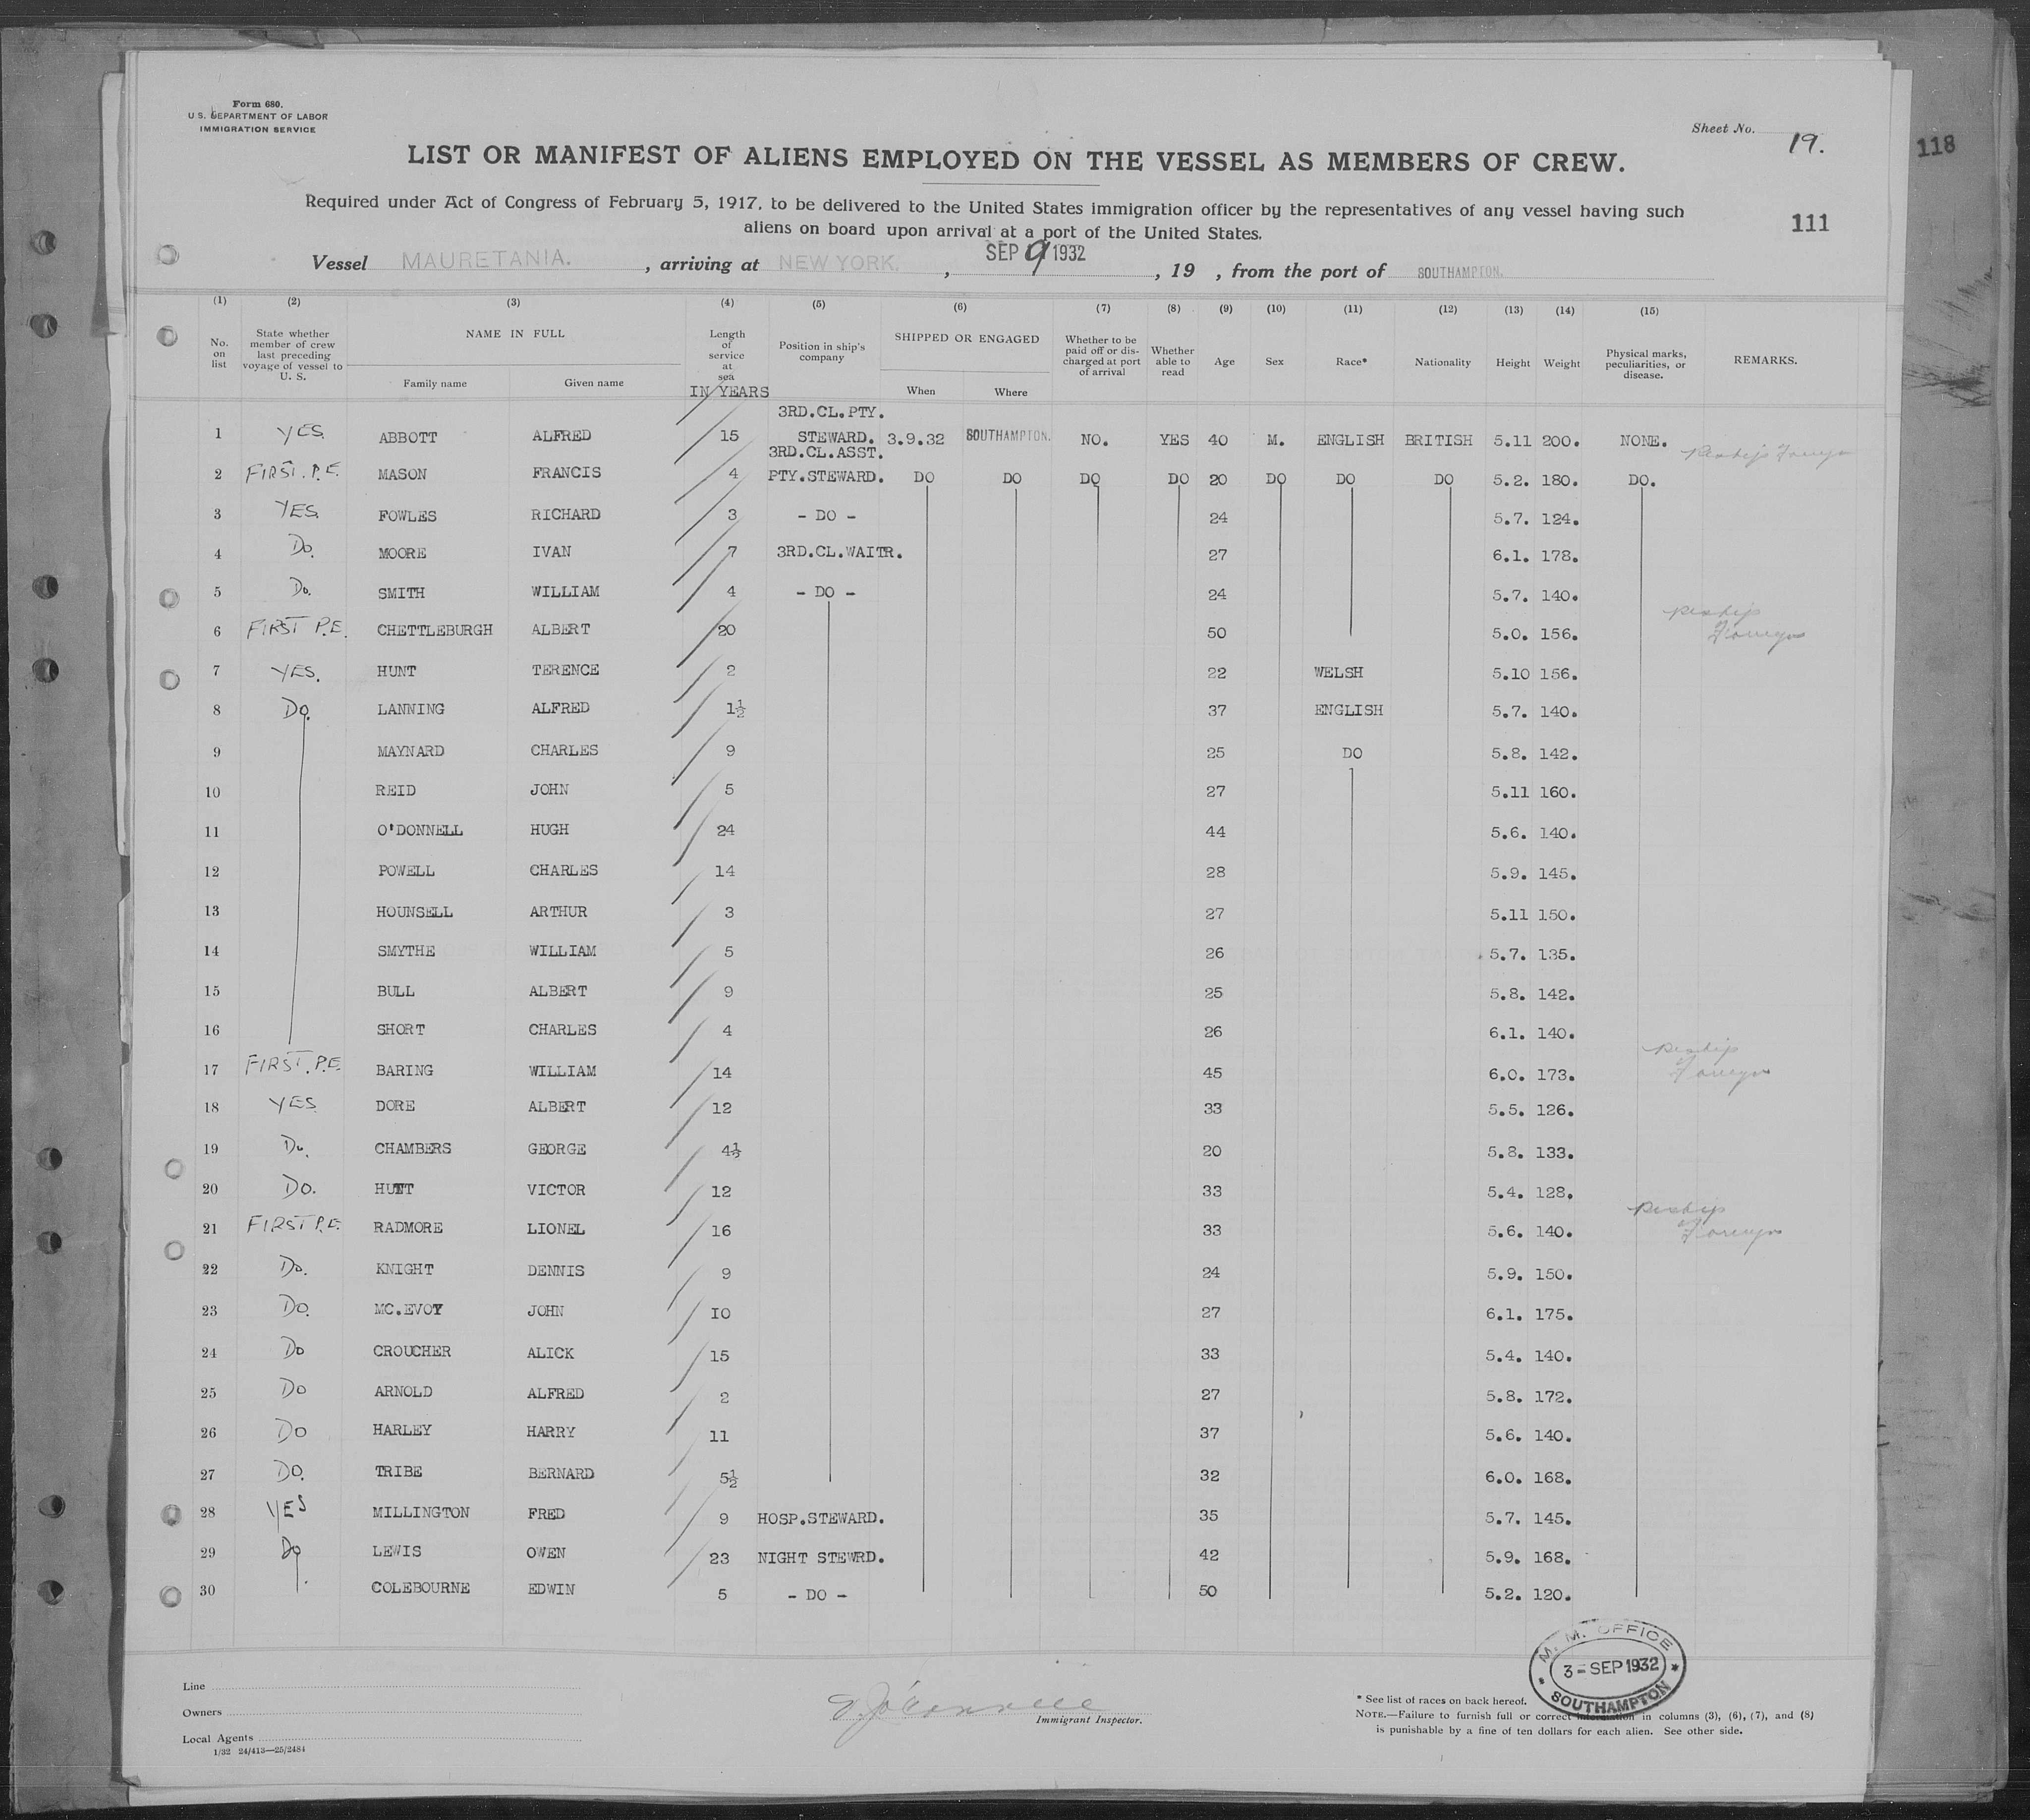 Form 680.
U. S. DEPARTMENT OF LABOR
IMMIGRATION SERVICE
Sheet No. 19.
118
LIST OR MANIFEST OF ALIENS EMPLOYED ON THE VESSEL AS MEMBERS OF CREW.
Required under Act of Congress of February 5, 1917, to be delivered to the United States immigration officer by the representatives of any vessel having such
aliens on board upon arrival at a port of the United States.
111
Vessel MAURETANIA. , arriving at NEW YORK. , SEP 9 1932 , 19 , from the port of SOUTHAMPTON.
(1) (2) (3) (4) (5) (6) (7) (8) (9) (10) (11) (12) (13) (14) (15)
No. on list
State whether member of crew last preceding voyage of vessel to U. S.
NAME IN FULL
Family name Given name
Length of service at sea IN YEARS
Position in ship's company
SHIPPED OR ENGAGED
When Where
Whether to be paid off or discharged at port of arrival
Whether able to read
Age Sex Race* Nationality Height Weight
Physical marks, peculiarities, or disease.
REMARKS.
3RD.CL.PTY.
1 YES. ABBOTT ALFRED 15 STEWARD. 3.9.32 SOUTHAMPTON. NO. YES 40 M. ENGLISH BRITISH 5.11 200. NONE.
3RD.CL.ASST.
2 FIRST. P.E. MASON FRANCIS 4 PTY.STEWARD. DO DO DO DO 20 DO DO DO 5.2. 180. DO.
3 YES. FOWLES RICHARD 3 - DO - 24 5.7. 124.
4 Do. MOORE IVAN 7 3RD.CL.WAITR. 27 6.1. 178.
5 Do. SMITH WILLIAM 4 - DO - 24 5.7. 140.
6 FIRST P.E. CHETTLEBURGH ALBERT 20 50 5.0. 156.
7 YES. HUNT TERENCE 2 22 WELSH 5.10 156.
8 Do. LANNING ALFRED 1½ 37 ENGLISH 5.7. 140.
9 MAYNARD CHARLES 9 25 DO 5.8. 142.
10 REID JOHN 5 27 5.11 160.
11 O'DONNELL HUGH 24 44 5.6. 140.
12 POWELL CHARLES 14 28 5.9. 145.
13 HOUNSELL ARTHUR 3 27 5.11 150.
14 SMYTHE WILLIAM 5 26 5.7. 135.
15 BULL ALBERT 9 25 5.8. 142.
16 SHORT CHARLES 4 26 6.1. 140.
17 FIRST. P.E. BARING WILLIAM 14 45 6.0. 173.
18 YES DORE ALBERT 12 33 5.5. 126.
19 Do. CHAMBERS GEORGE 20 5.8. 133.
20 Do. HUTT VICTOR 12 33 5.4. 128.
21 FIRST P.E. RADMORE LIONEL 16 33 5.6. 140.
22 Do. KNIGHT DENNIS 9 24 5.9. 150.
23 Do. MC.EVOY JOHN 10 27 6.1. 175.
24 Do CROUCHER ALICK 15 33 5.4. 140.
25 Do ARNOLD ALFRED 2 27 5.8. 172.
26 Do HARLEY HARRY 11 37 5.6. 140.
27 Do. TRIBE BERNARD 5½ 32 6.0. 168.
28 YES MILLINGTON FRED 9 HOSP.STEWARD. 35 5.7. 145.
29 Do LEWIS OWEN 23 NIGHT STEWRD. 42 5.9. 168.
30 COLEBOURNE EDWIN 5 - DO - 50 5.2. 120.
M. M. OFFICE
3 - SEP 1932
SOUTHAMPTON
Line
Owners
Local Agents
1/32 24/413—25/2484
Immigrant Inspector.
* See list of races on back hereof.
NOTE.—Failure to furnish full or correct in columns (3), (6), (7), and (8)
is punishable by a fine of ten dollars for each alien. See other side.